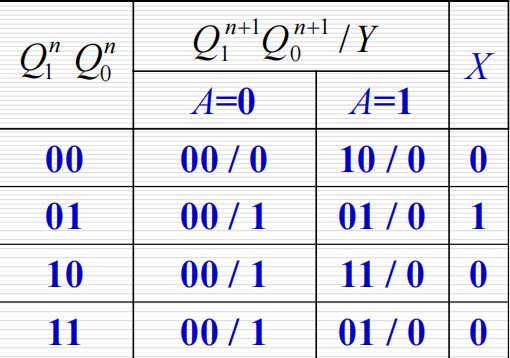 Q₁ⁿ Q₀ⁿ Q₁ⁿ⁺¹Q₀ⁿ⁺¹ / Y X
A=0 A=1
00 00 / 0 10 / 0 0
01 00 / 1 01 / 0 1
10 00 / 1 11 / 0 0
11 00 / 1 01 / 0 0